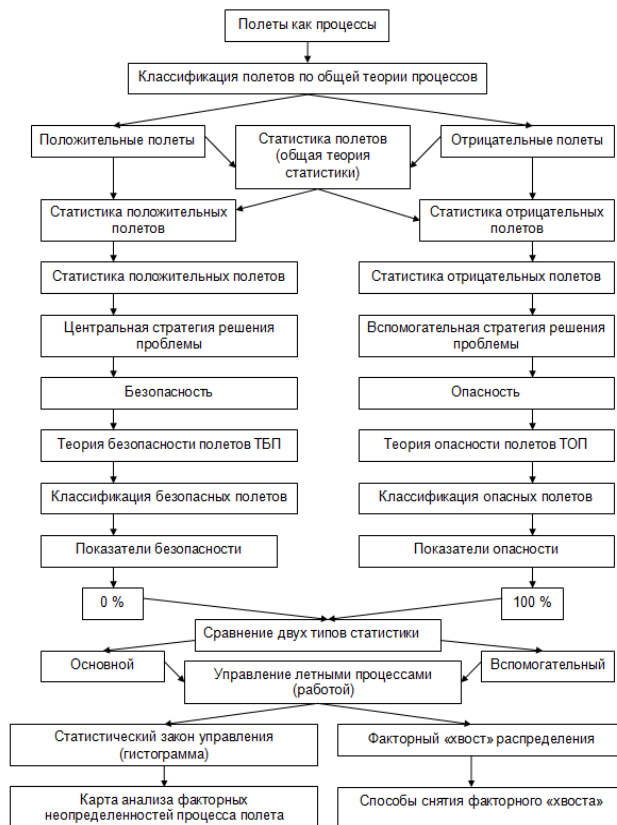 Полеты как процессы
Классификация полетов по общей теории процессов
Положительные полеты
Статистика полетов
(общая теория
статистики)
Отрицательные полеты
Статистика положительных
полетов
Статистика отрицательных
полетов
Статистика положительных полетов
Статистика отрицательных полетов
Центральная стратегия решения
проблемы
Вспомогательная стратегия решения
проблемы
Безопасность
Опасность
Теория безопасности полетов ТБП
Теория опасности полетов ТОП
Классификация безопасных полетов
Классификация опасных полетов
Показатели безопасности
Показатели опасности
0 %
100 %
Сравнение двух типов статистики
Основной
Управление летными процессами
(работой)
Вспомогательный
Статистический закон управления
(гистограмма)
Факторный «хвост» распределения
Карта анализа факторных
неопределенностей процесса полета
Способы снятия факторного «хвоста»